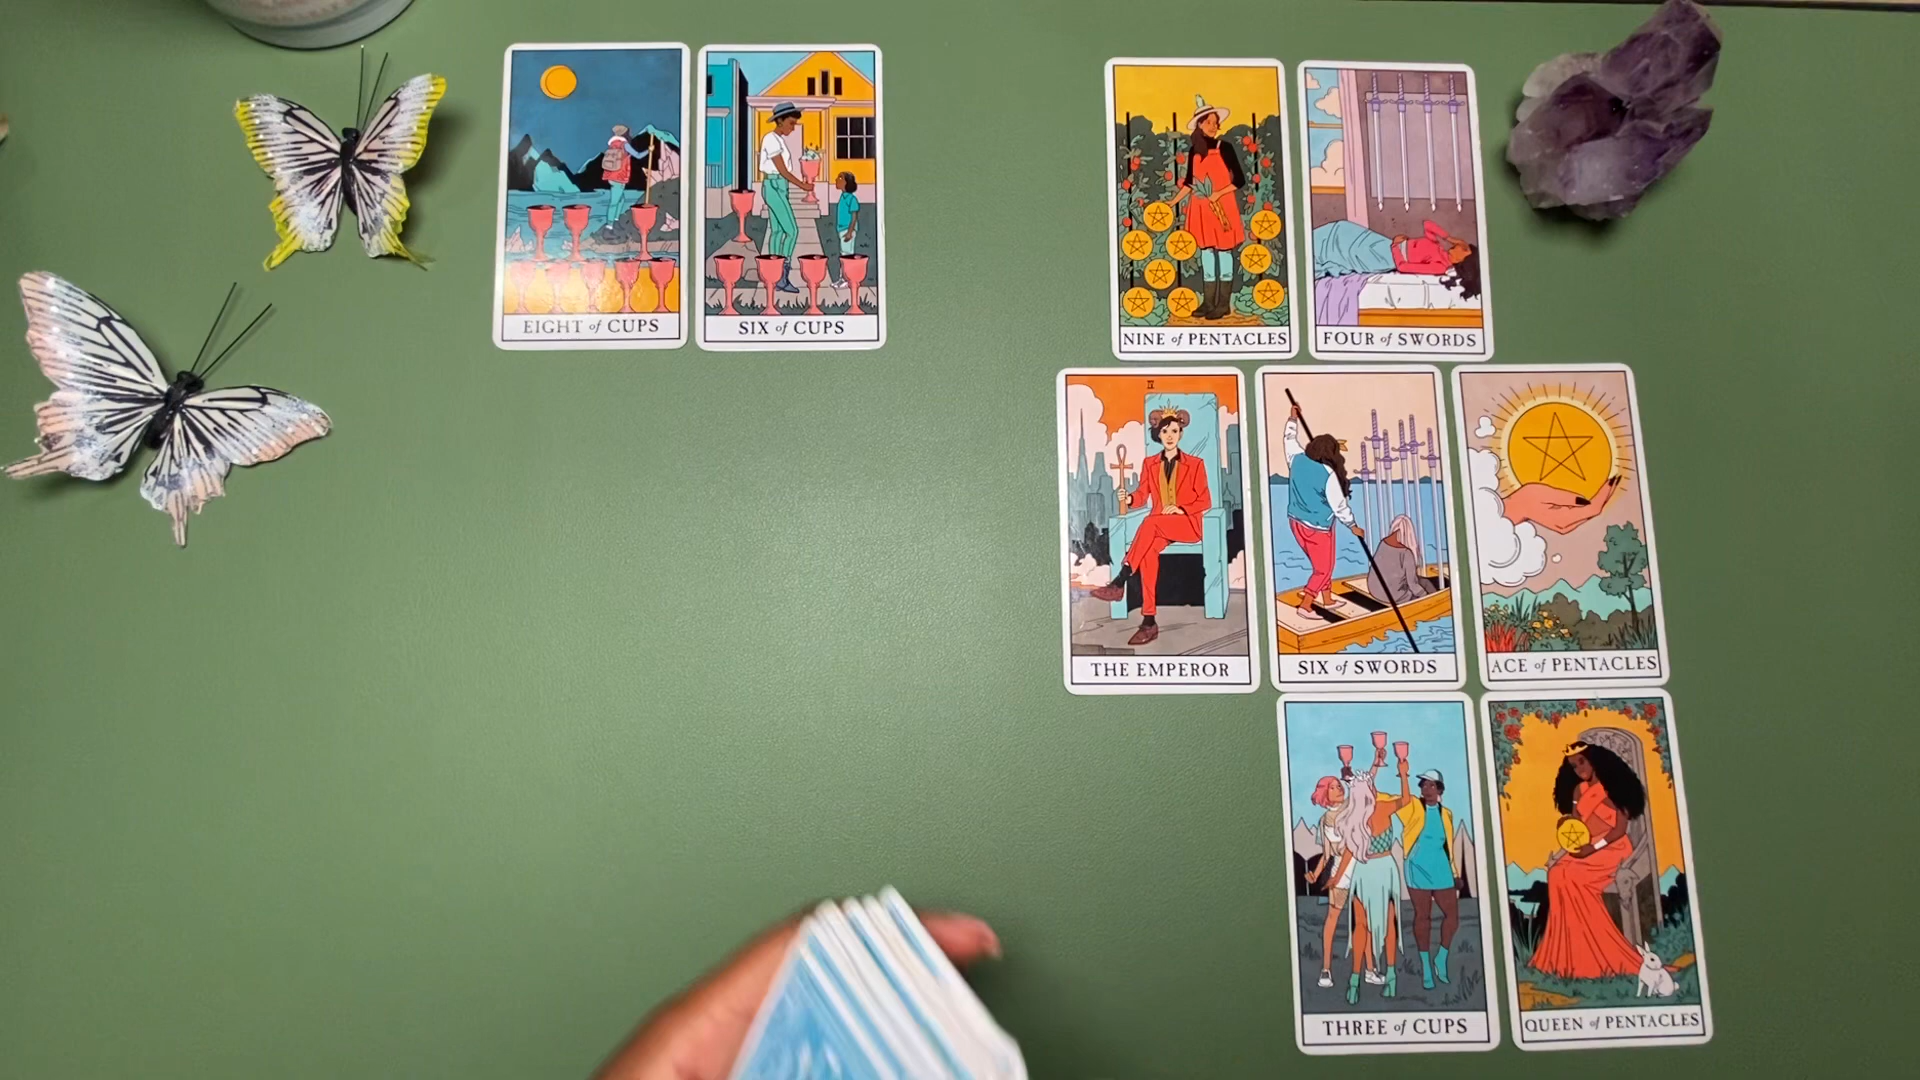 EIGHT of CUPS
SIX of CUPS
NINE of PENTACLES
FOUR of SWORDS
IV
THE EMPEROR
SIX of SWORDS
ACE of PENTACLES
THREE of CUPS
QUEEN of PENTACLES